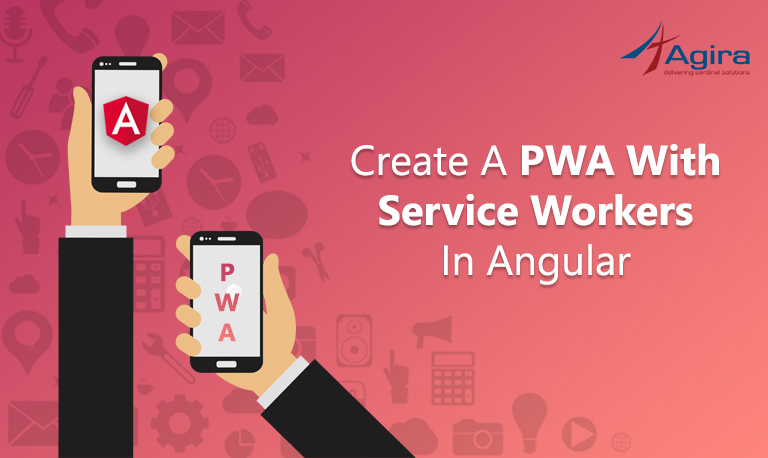 Agira
delivering sentinel solutions
A
Create A PWA With
Service Workers
In Angular
P
W
A